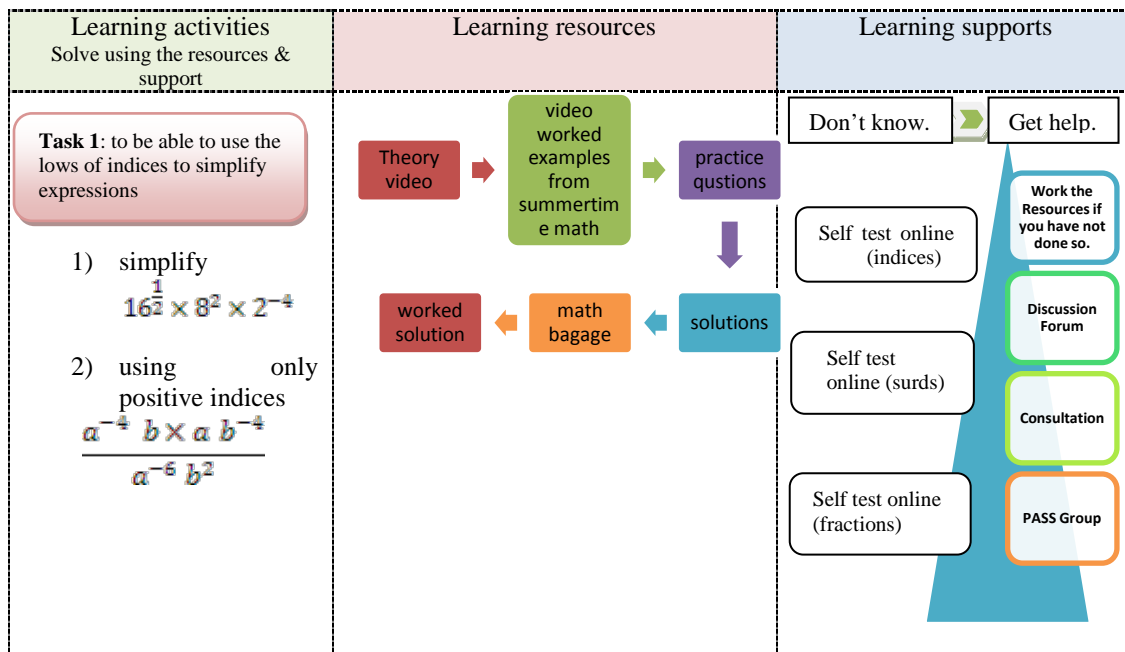 Learning activities
Solve using the resources &
support
Learning resources
Learning supports
Task 1: to be able to use the
lows of indices to simplify
expressions
1) simplify
16^{1/2} × 8^2 × 2^{-4}
2) using only
positive indices
a^{-4} b × a b^{-4}
a^{-6} b^2
Theory
video
video
worked
examples
from
summertim
e math
practice
qustions
worked
solution
math
bagage
solutions
Don't know.
Get help.
Self test online
(indices)
Self test
online (surds)
Self test online
(fractions)
Work the
Resources if
you have not
done so.
Discussion
Forum
Consultation
PASS Group